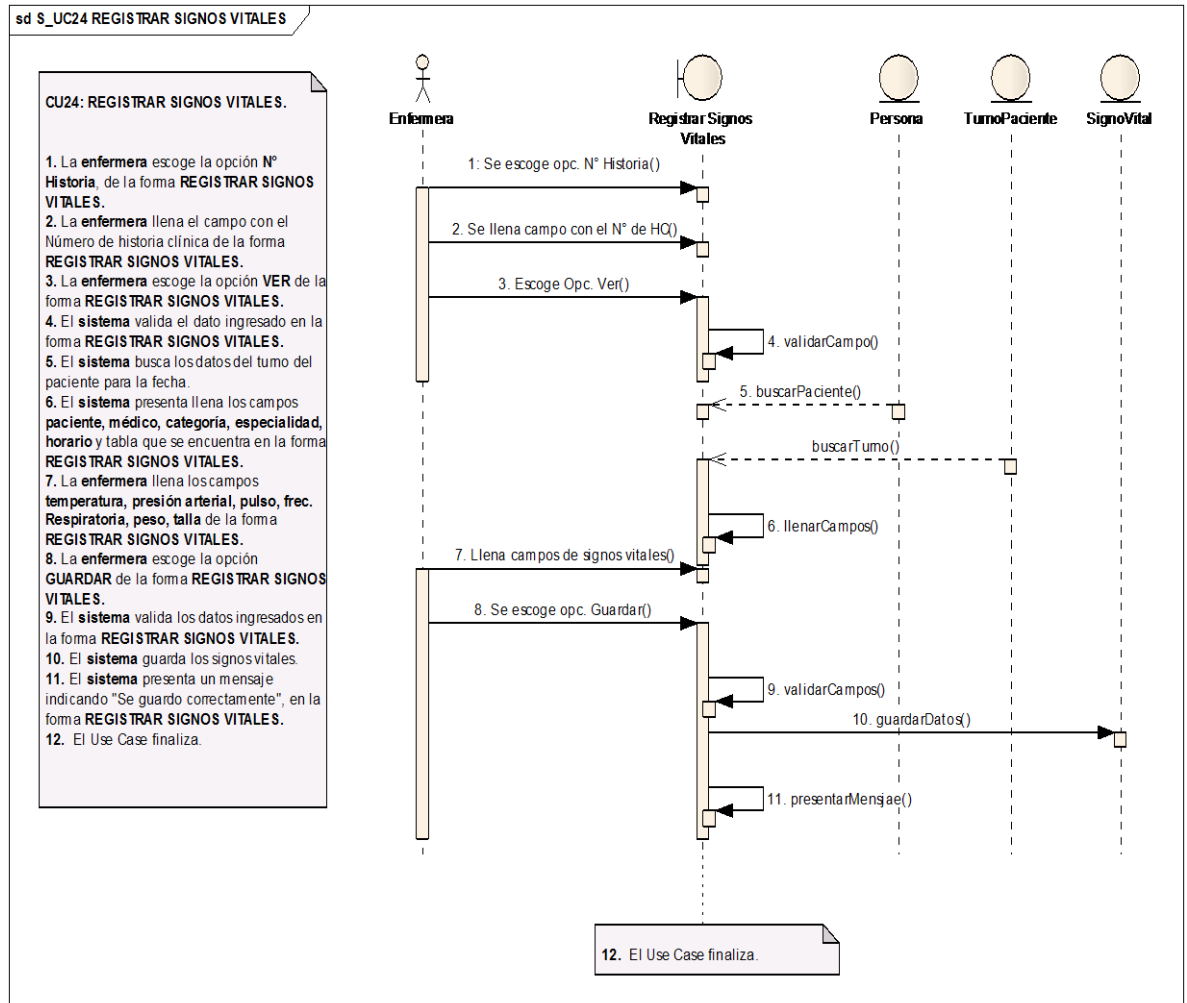 sd S_UC24 REGISTRAR SIGNOS VITALES
CU24: REGISTRAR SIGNOS VITALES.
1. La enfermera escoge la opción N°
Historia, de la forma REGISTRAR SIGNOS
VITALES.
2. La enfermera llena el campo con el
Número de historia clínica de la forma
REGISTRAR SIGNOS VITALES.
3. La enfermera escoge la opción VER de la
forma REGISTRAR SIGNOS VITALES.
4. El sistema valida el dato ingresado en la
forma REGISTRAR SIGNOS VITALES.
5. El sistema busca los datos del turno del
paciente para la fecha.
6. El sistema presenta llena los campos
paciente, médico, categoría, especialidad,
horario y tabla que se encuentra en la forma
REGISTRAR SIGNOS VITALES.
7. La enfermera llena los campos
temperatura, presión arterial, pulso, frec.
Respiratoria, peso, talla de la forma
REGISTRAR SIGNOS VITALES.
8. La enfermera escoge la opción
GUARDAR de la forma REGISTRAR SIGNOS
VITALES.
9. El sistema valida los datos ingresados en
la forma REGISTRAR SIGNOS VITALES.
10. El sistema guarda los signos vitales.
11. El sistema presenta un mensaje
indicando "Se guardo correctamente", en la
forma REGISTRAR SIGNOS VITALES.
12. El Use Case finaliza.
Enfermera
Registrar Signos
Vitales
Persona
TurnoPaciente
SignoVital
1: Se escoge opc. N° Historia()
2. Se llena campo con el N° de HC()
3. Escoge Opc. Ver()
4. validarCampo()
5. buscarPaciente()
buscarTurno()
6. llenarCampos()
7. Llena campos de signos vitales()
8. Se escoge opc. Guardar()
9. validarCampos()
10. guardarDatos()
11. presentarMensjae()
12. El Use Case finaliza.